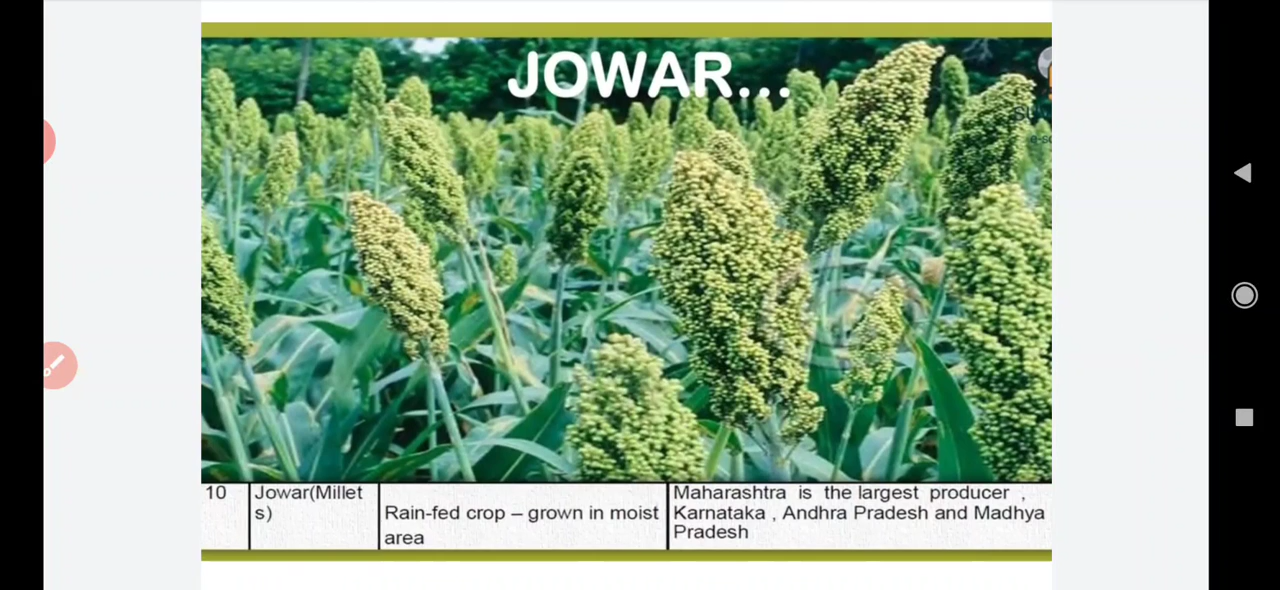 JOWAR...
10
Jowar(Millet
s)
Rain-fed crop – grown in moist
area
Maharashtra is the largest producer ,
Karnataka , Andhra Pradesh and Madhya
Pradesh